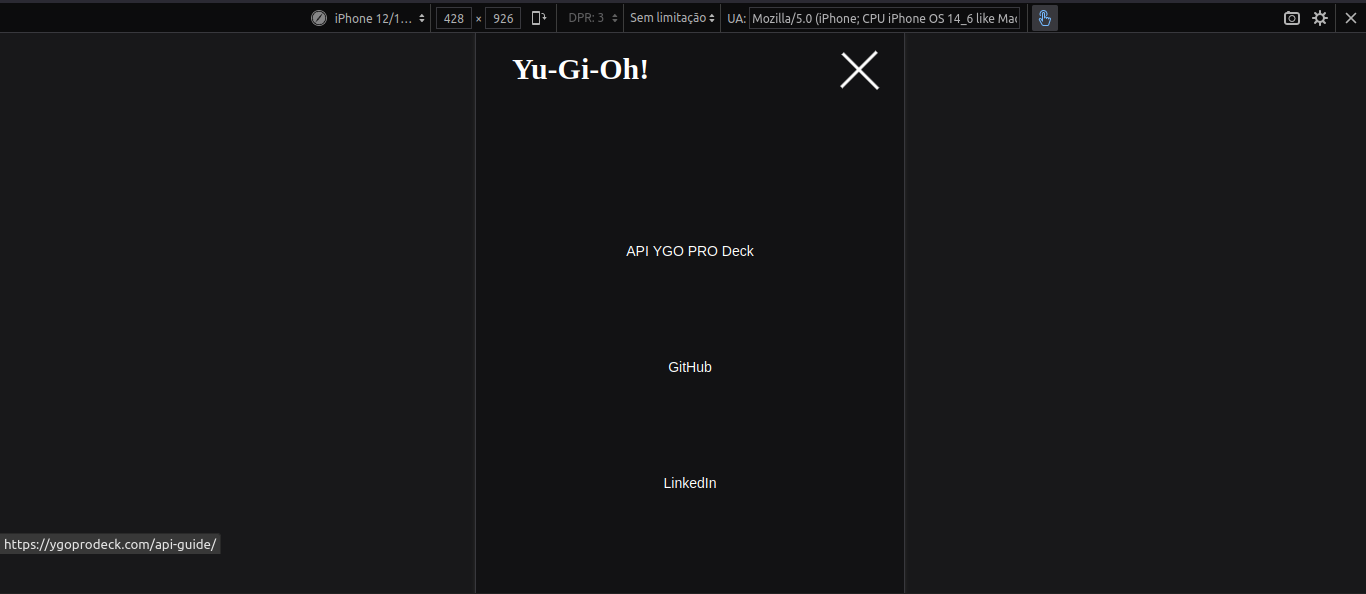 iPhone 12/1... 428 × 926 DPR: 3 Sem limitação UA: Mozilla/5.0 (iPhone; CPU iPhone OS 14_6 like Mac
Yu-Gi-Oh!
API YGO PRO Deck
GitHub
LinkedIn
https://ygoprodeck.com/api-guide/